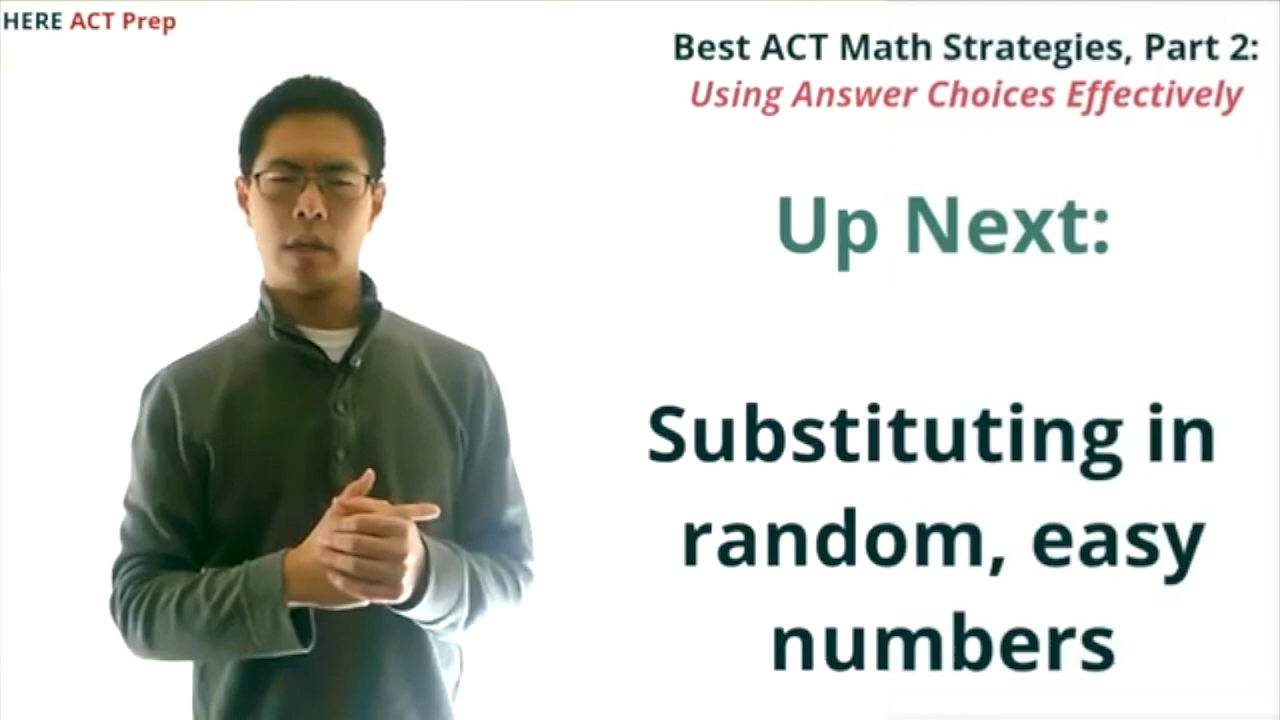 HERE ACT Prep
Best ACT Math Strategies, Part 2:
Using Answer Choices Effectively
Up Next:
Substituting in
random, easy
numbers